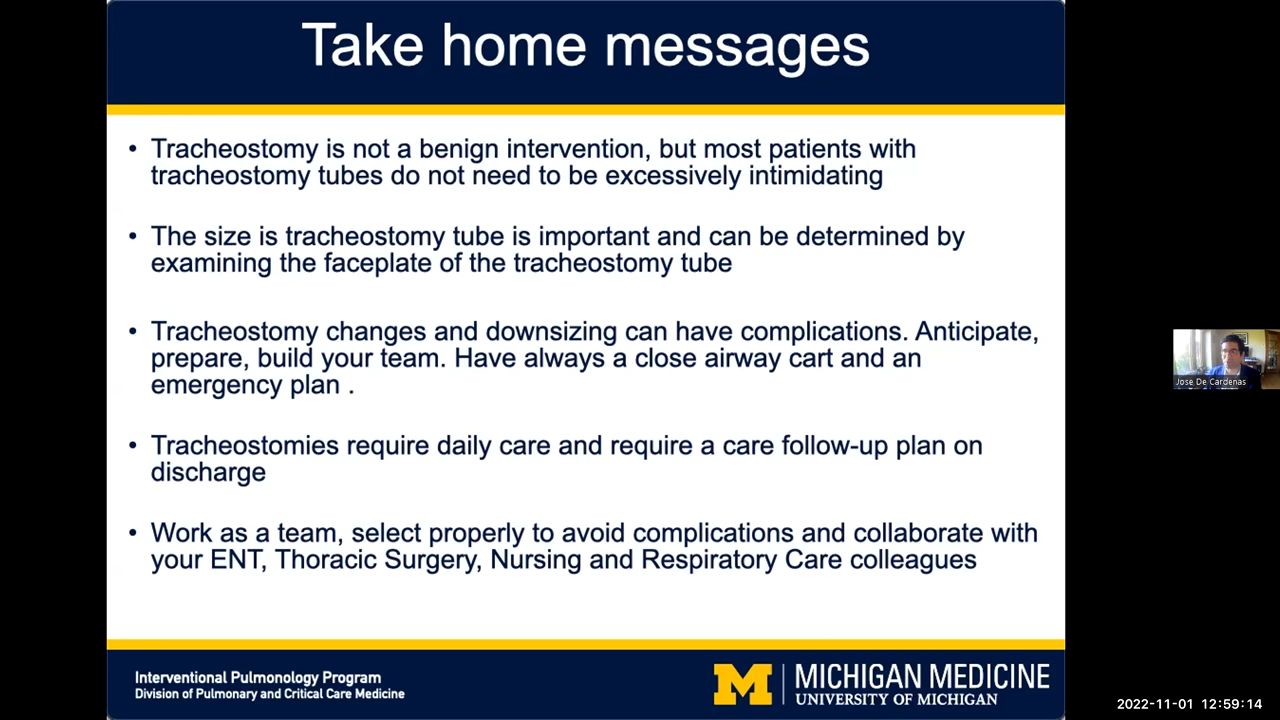 Take home messages
• Tracheostomy is not a benign intervention, but most patients with
tracheostomy tubes do not need to be excessively intimidating
• The size is tracheostomy tube is important and can be determined by
examining the faceplate of the tracheostomy tube
• Tracheostomy changes and downsizing can have complications. Anticipate,
prepare, build your team. Have always a close airway cart and an
emergency plan .
• Tracheostomies require daily care and require a care follow-up plan on
discharge
• Work as a team, select properly to avoid complications and collaborate with
your ENT, Thoracic Surgery, Nursing and Respiratory Care colleagues
Jose De Cardenas
Interventional Pulmonology Program
Division of Pulmonary and Critical Care Medicine
M
MICHIGAN MEDICINE
UNIVERSITY OF MICHIGAN
2022-11-01 12:59:14